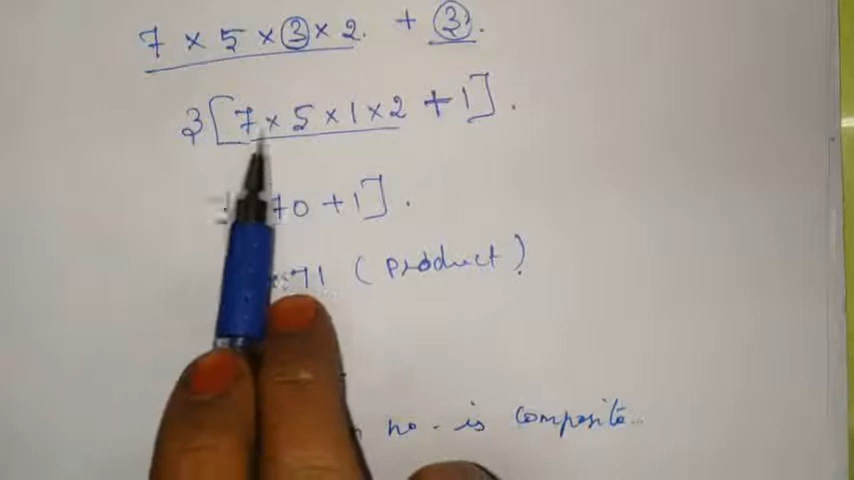 7 × 5 × 3 × 2. + 3.
3[7 × 5 × 1 × 2 + 1].
70 + 1].
× 71 (Product)
no. is composite..